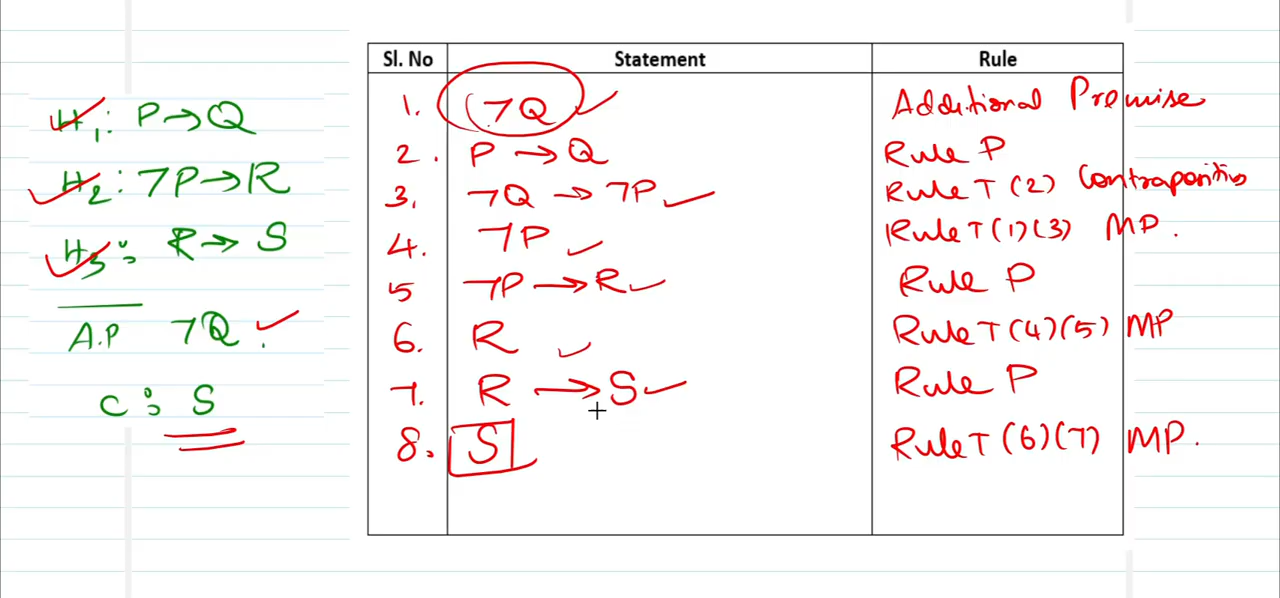 H₁: P→Q
H₂: ¬P→R
H₃: R→S
A.P ¬Q
C: S
Sl. No Statement Rule
1. (¬Q Additional Premise
2. P→Q Rule P
3. ¬Q→¬P Rule T (2) Contrapositive
4. ¬P Rule T (1)(3) MP.
5 ¬P→R Rule P
6. R Rule T (4)(5) MP
7. R→S Rule P
8. S Rule T (6)(7) MP.